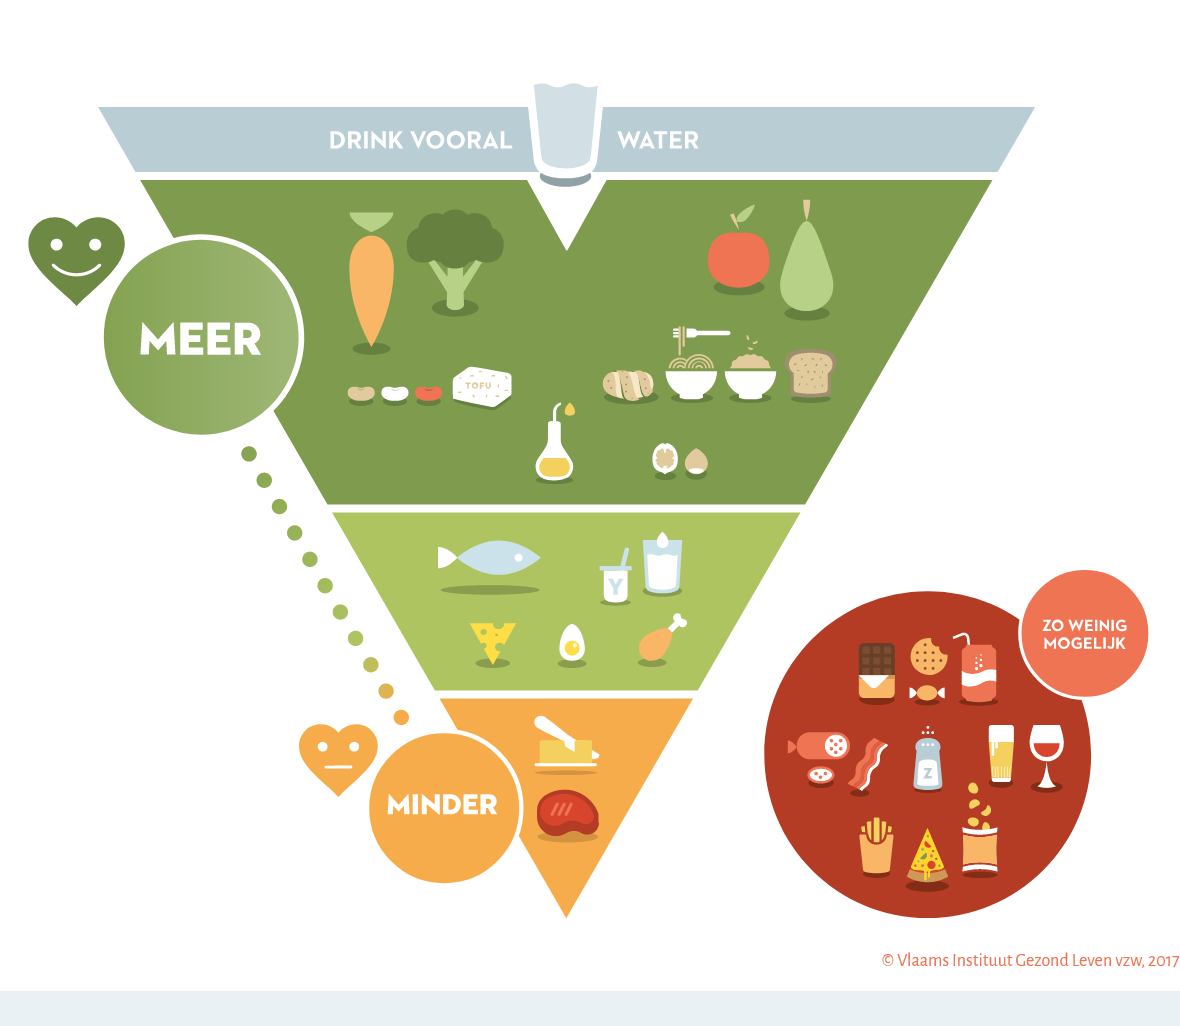 DRINK VOORAL WATER
MEER
TOFU
Y
ZO WEINIG
MOGELIJK
Z
MINDER
© Vlaams Instituut Gezond Leven vzw, 2017